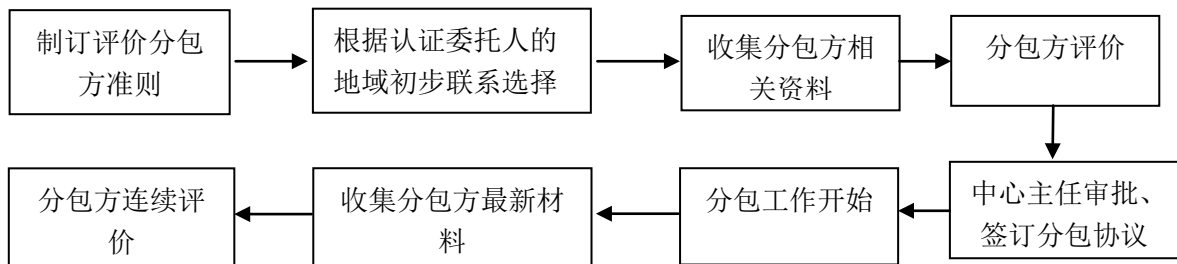 制订评价分包
方准则
根据认证委托人的
地域初步联系选择
收集分包方相
关资料
分包方评价
中心主任审批、
签订分包协议
分包工作开始
收集分包方最新材
料
分包方连续评
价